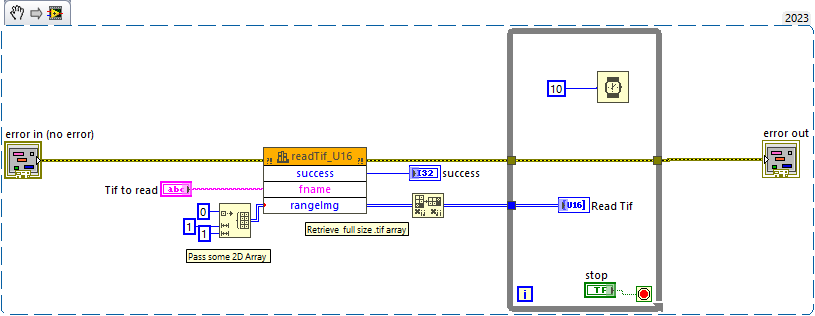 2023
error in (no error)
error out
10
readTif_U16
success
I32
success
Tif to read
abc
fname
rangeImg
0
1
1
U16]
Read Tif
Retrieve full size .tif array
Pass some 2D Array
stop
TF
i